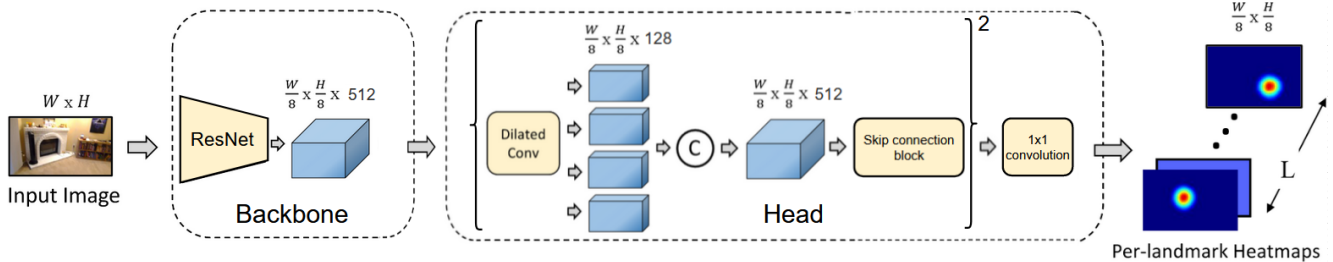 W x H
Input Image
ResNet
W/8 x H/8 x 512
Backbone
Dilated
Conv
W/8 x H/8 x 128
C
W/8 x H/8 x 512
Skip connection
block
2
Head
1x1
convolution
W/8 x H/8
L
Per-landmark Heatmaps